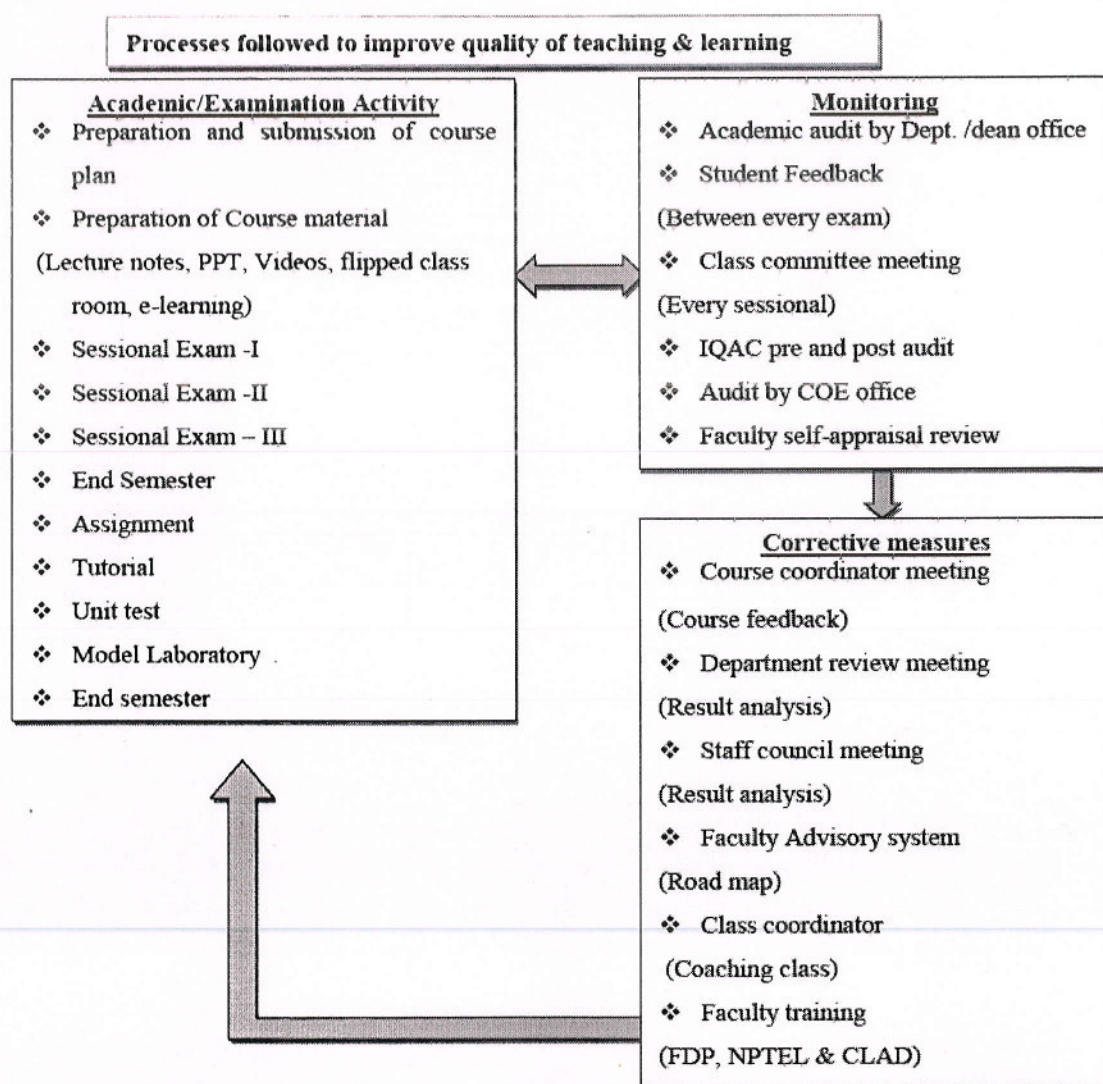 Processes followed to improve quality of teaching & learning
Academic/Examination Activity
❖ Preparation and submission of course
plan
❖ Preparation of Course material
(Lecture notes, PPT, Videos, flipped class
room, e-learning)
❖ Sessional Exam -I
❖ Sessional Exam -II
❖ Sessional Exam – III
❖ End Semester
❖ Assignment
❖ Tutorial
❖ Unit test
❖ Model Laboratory
❖ End semester
Monitoring
❖ Academic audit by Dept. /dean office
❖ Student Feedback
(Between every exam)
❖ Class committee meeting
(Every sessional)
❖ IQAC pre and post audit
❖ Audit by COE office
❖ Faculty self-appraisal review
Corrective measures
❖ Course coordinator meeting
(Course feedback)
❖ Department review meeting
(Result analysis)
❖ Staff council meeting
(Result analysis)
❖ Faculty Advisory system
(Road map)
❖ Class coordinator
(Coaching class)
❖ Faculty training
(FDP, NPTEL & CLAD)